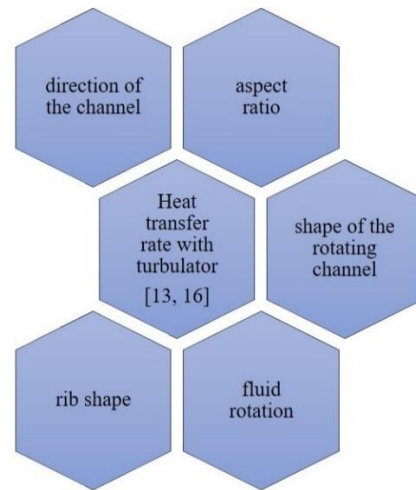 direction of
the channel
aspect
ratio
Heat
transfer
rate with
turbulator
[13, 16]
shape of the
rotating
channel
rib shape
fluid
rotation